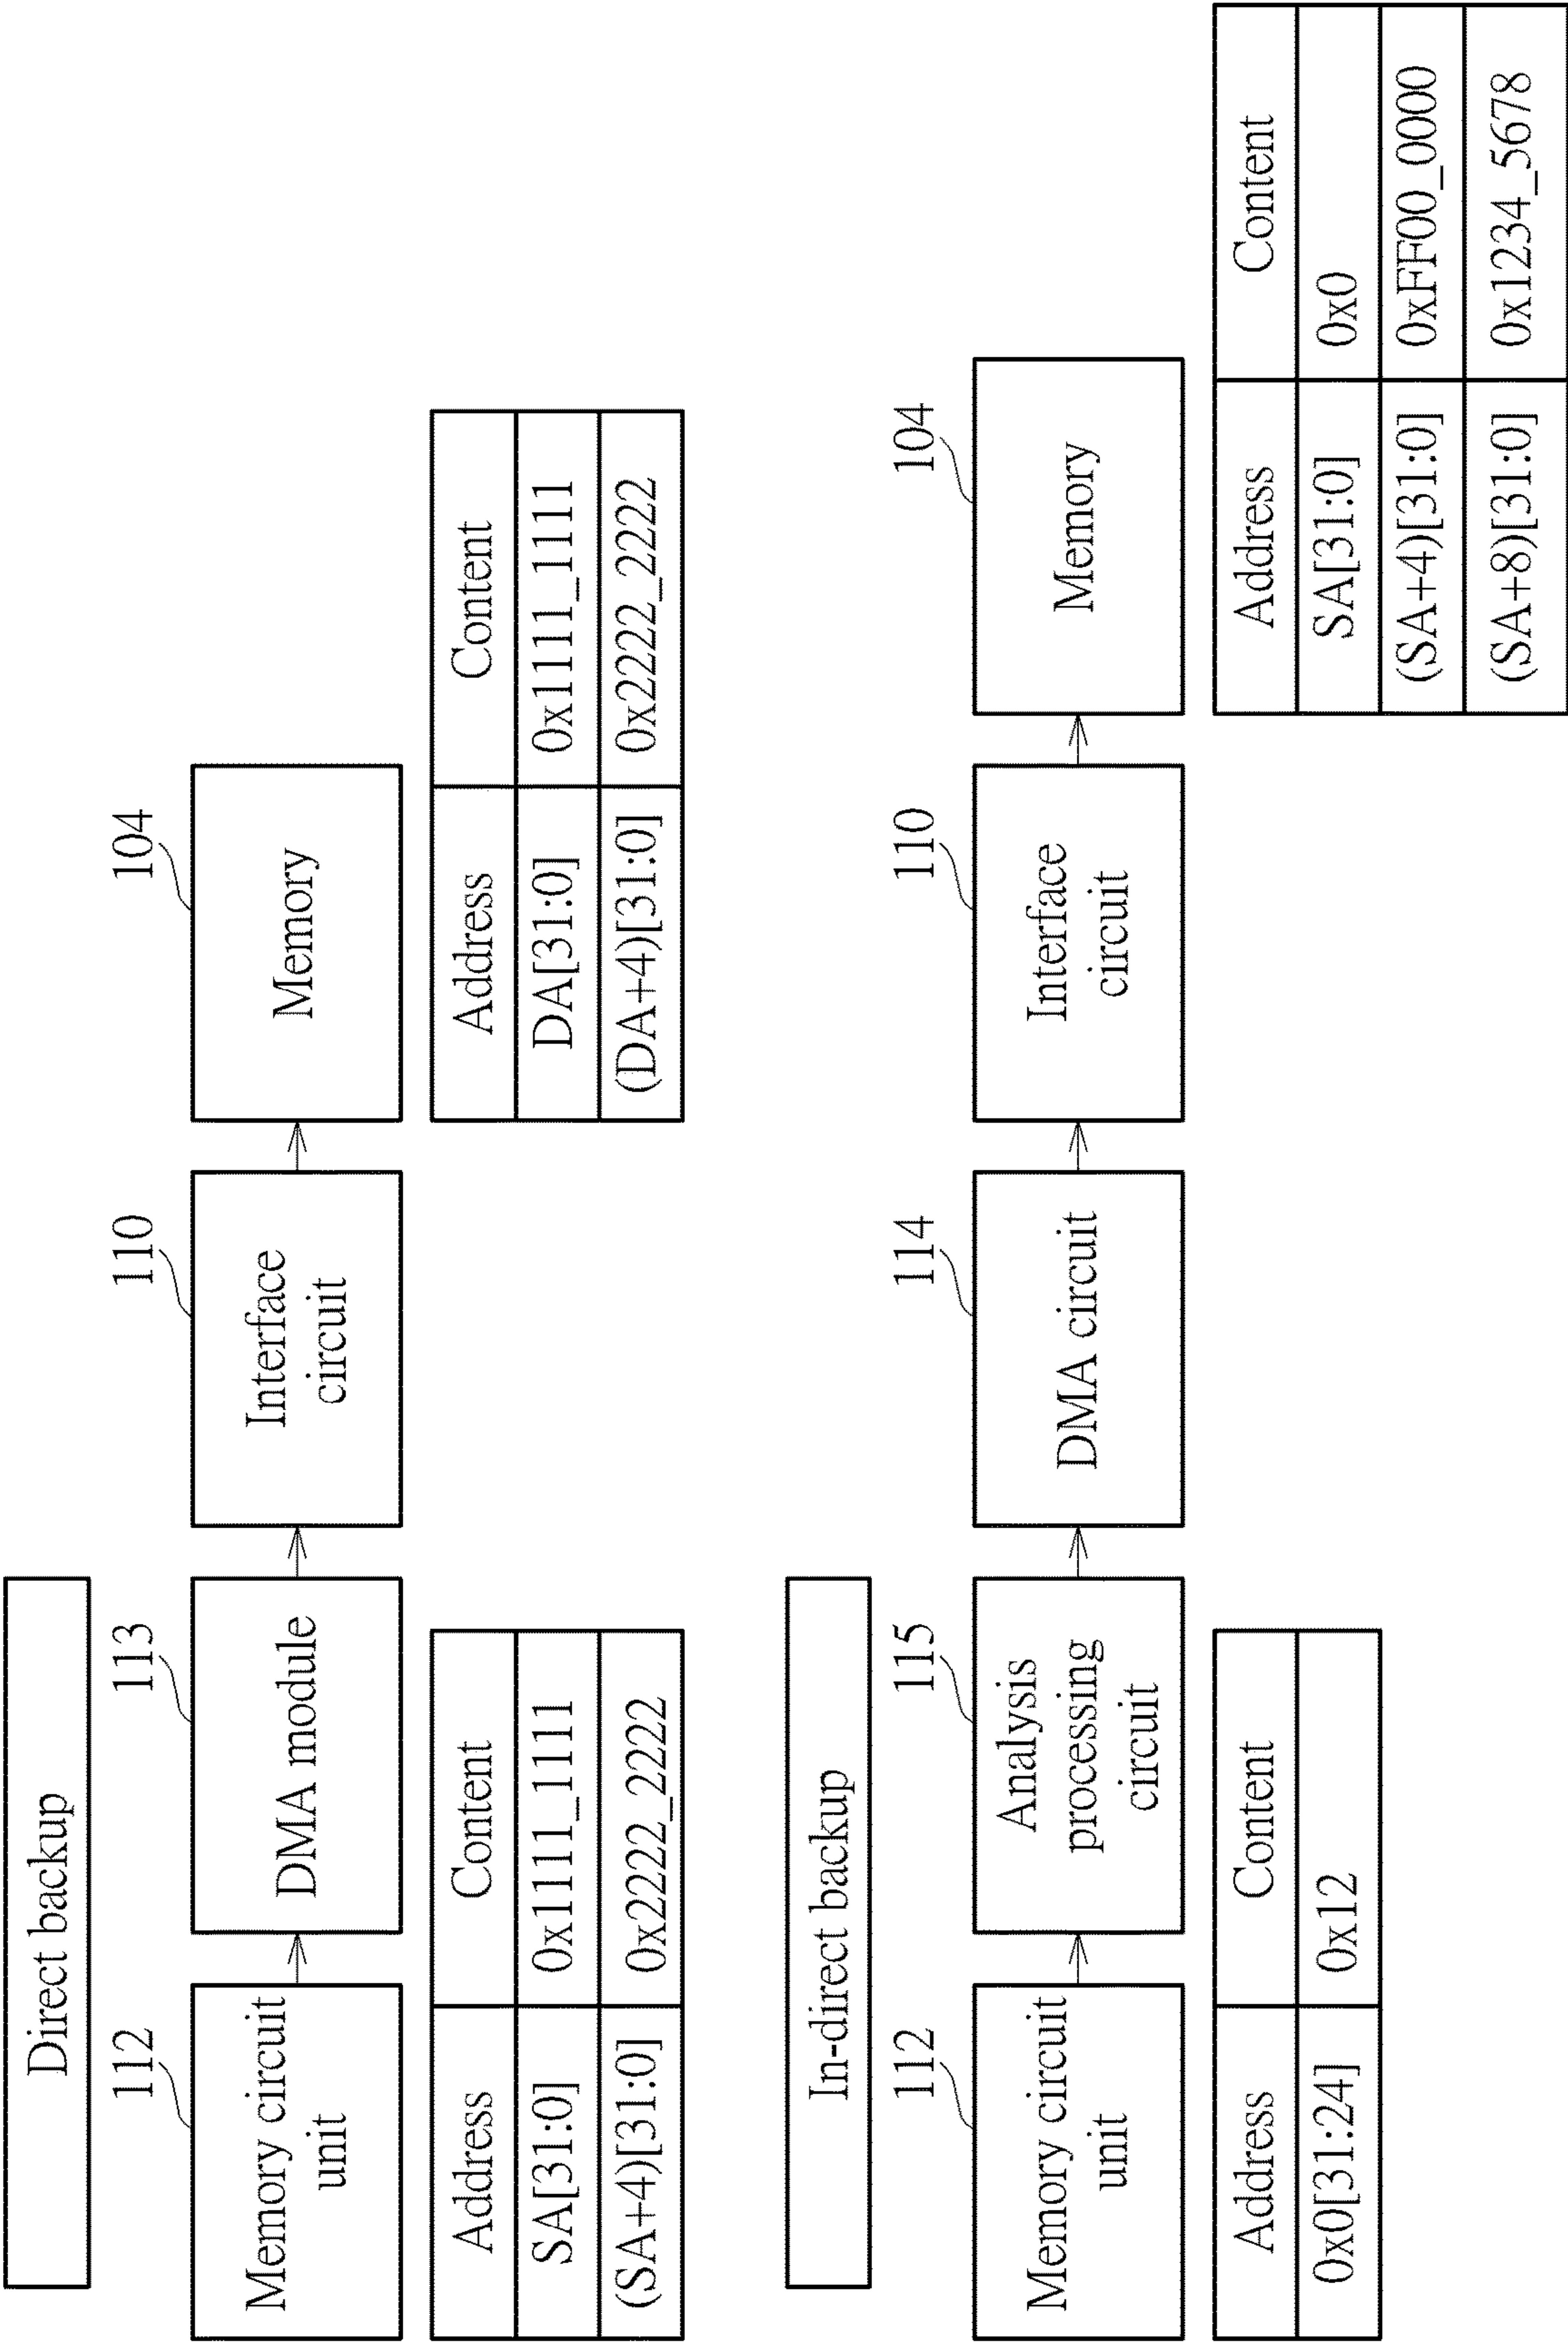 Direct backup
112
113
110
104
Memory circuit
unit
DMA module
Interface
circuit
Memory
Address Content
SA[31:0] 0x1111_1111
(SA+4)[31:0] 0x2222_2222
Address Content
DA[31:0] 0x1111_1111
(DA+4)[31:0] 0x2222_2222
In-direct backup
112
115
114
110
104
Memory circuit
unit
Analysis
processing
circuit
DMA circuit
Interface
circuit
Memory
Address Content
0x0[31:24] 0x12
Address Content
SA[31:0] 0x0
(SA+4)[31:0] 0xFF00_0000
(SA+8)[31:0] 0x1234_5678